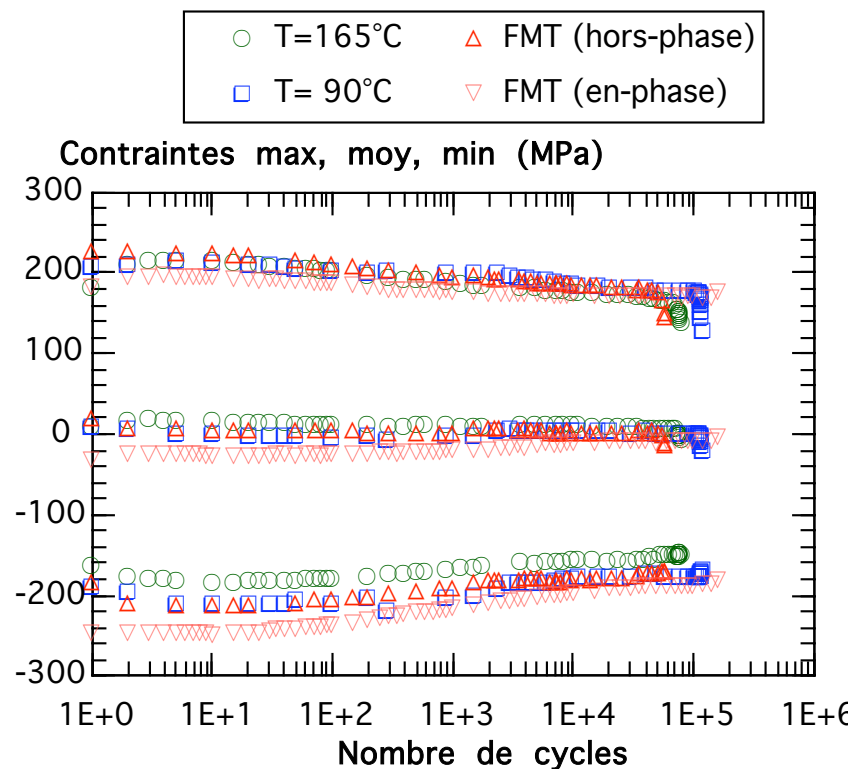 T=165°C FMT (hors-phase)
T= 90°C FMT (en-phase)
Contraintes max, moy, min (MPa)
300
200
100
0
-100
-200
-300
1E+0 1E+1 1E+2 1E+3 1E+4 1E+5 1E+6
Nombre de cycles